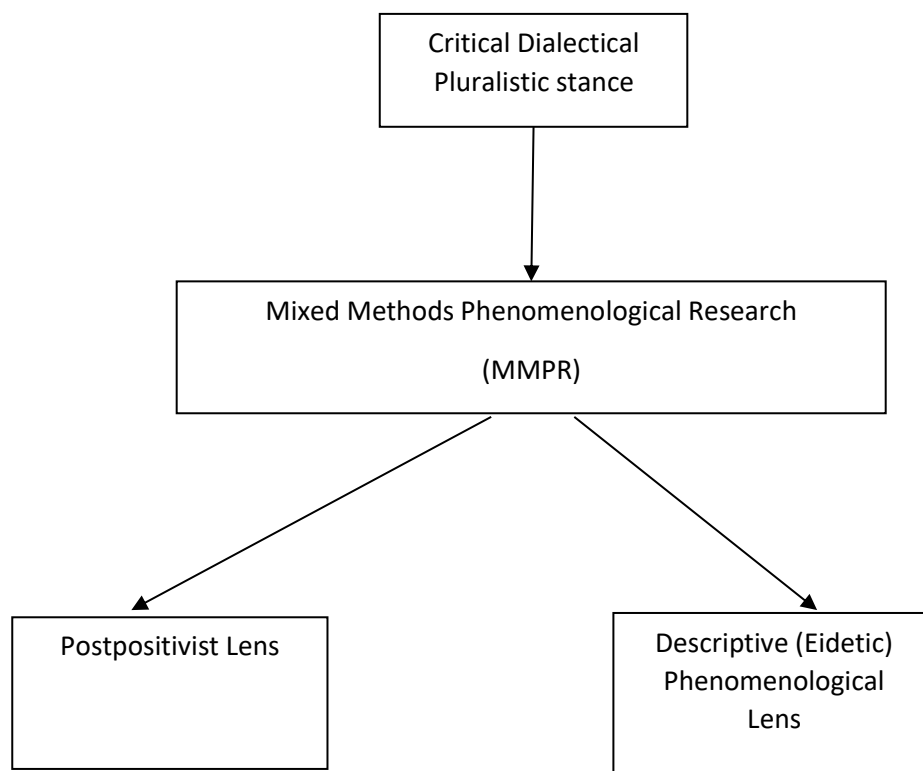 Critical Dialectical
Pluralistic stance
Mixed Methods Phenomenological Research
(MMPR)
Postpositivist Lens
Descriptive (Eidetic)
Phenomenological
Lens